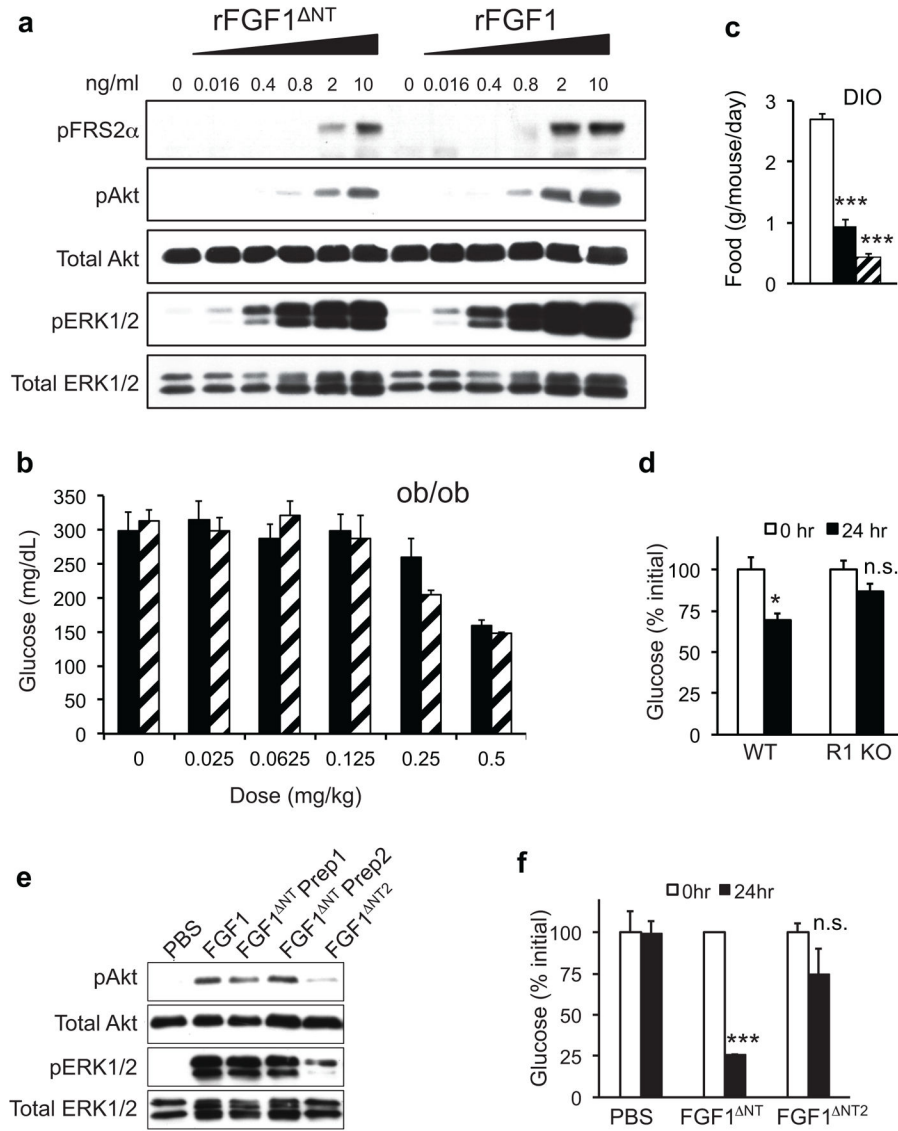 a
rFGF1ΔNT rFGF1
ng/ml 0 0.016 0.4 0.8 2 10 0 0.016 0.4 0.8 2 10
pFRS2α
pAkt
Total Akt
pERK1/2
Total ERK1/2
c
DIO
Food (g/mouse/day)
3
2
1
0
***
***
b
ob/ob
Glucose (mg/dL)
350
300
250
200
150
100
50
0
0 0.025 0.0625 0.125 0.25 0.5
Dose (mg/kg)
d
0 hr 24 hr
Glucose (% initial)
100
75
50
25
0
*
n.s.
WT R1 KO
e
PBS FGF1 FGF1ΔNT Prep1 FGF1ΔNT Prep2 FGF1ΔNT2
pAkt
Total Akt
pERK1/2
Total ERK1/2
f
0hr 24hr
Glucose (% initial)
100
75
50
25
0
***
n.s.
PBS FGF1ΔNT FGF1ΔNT2